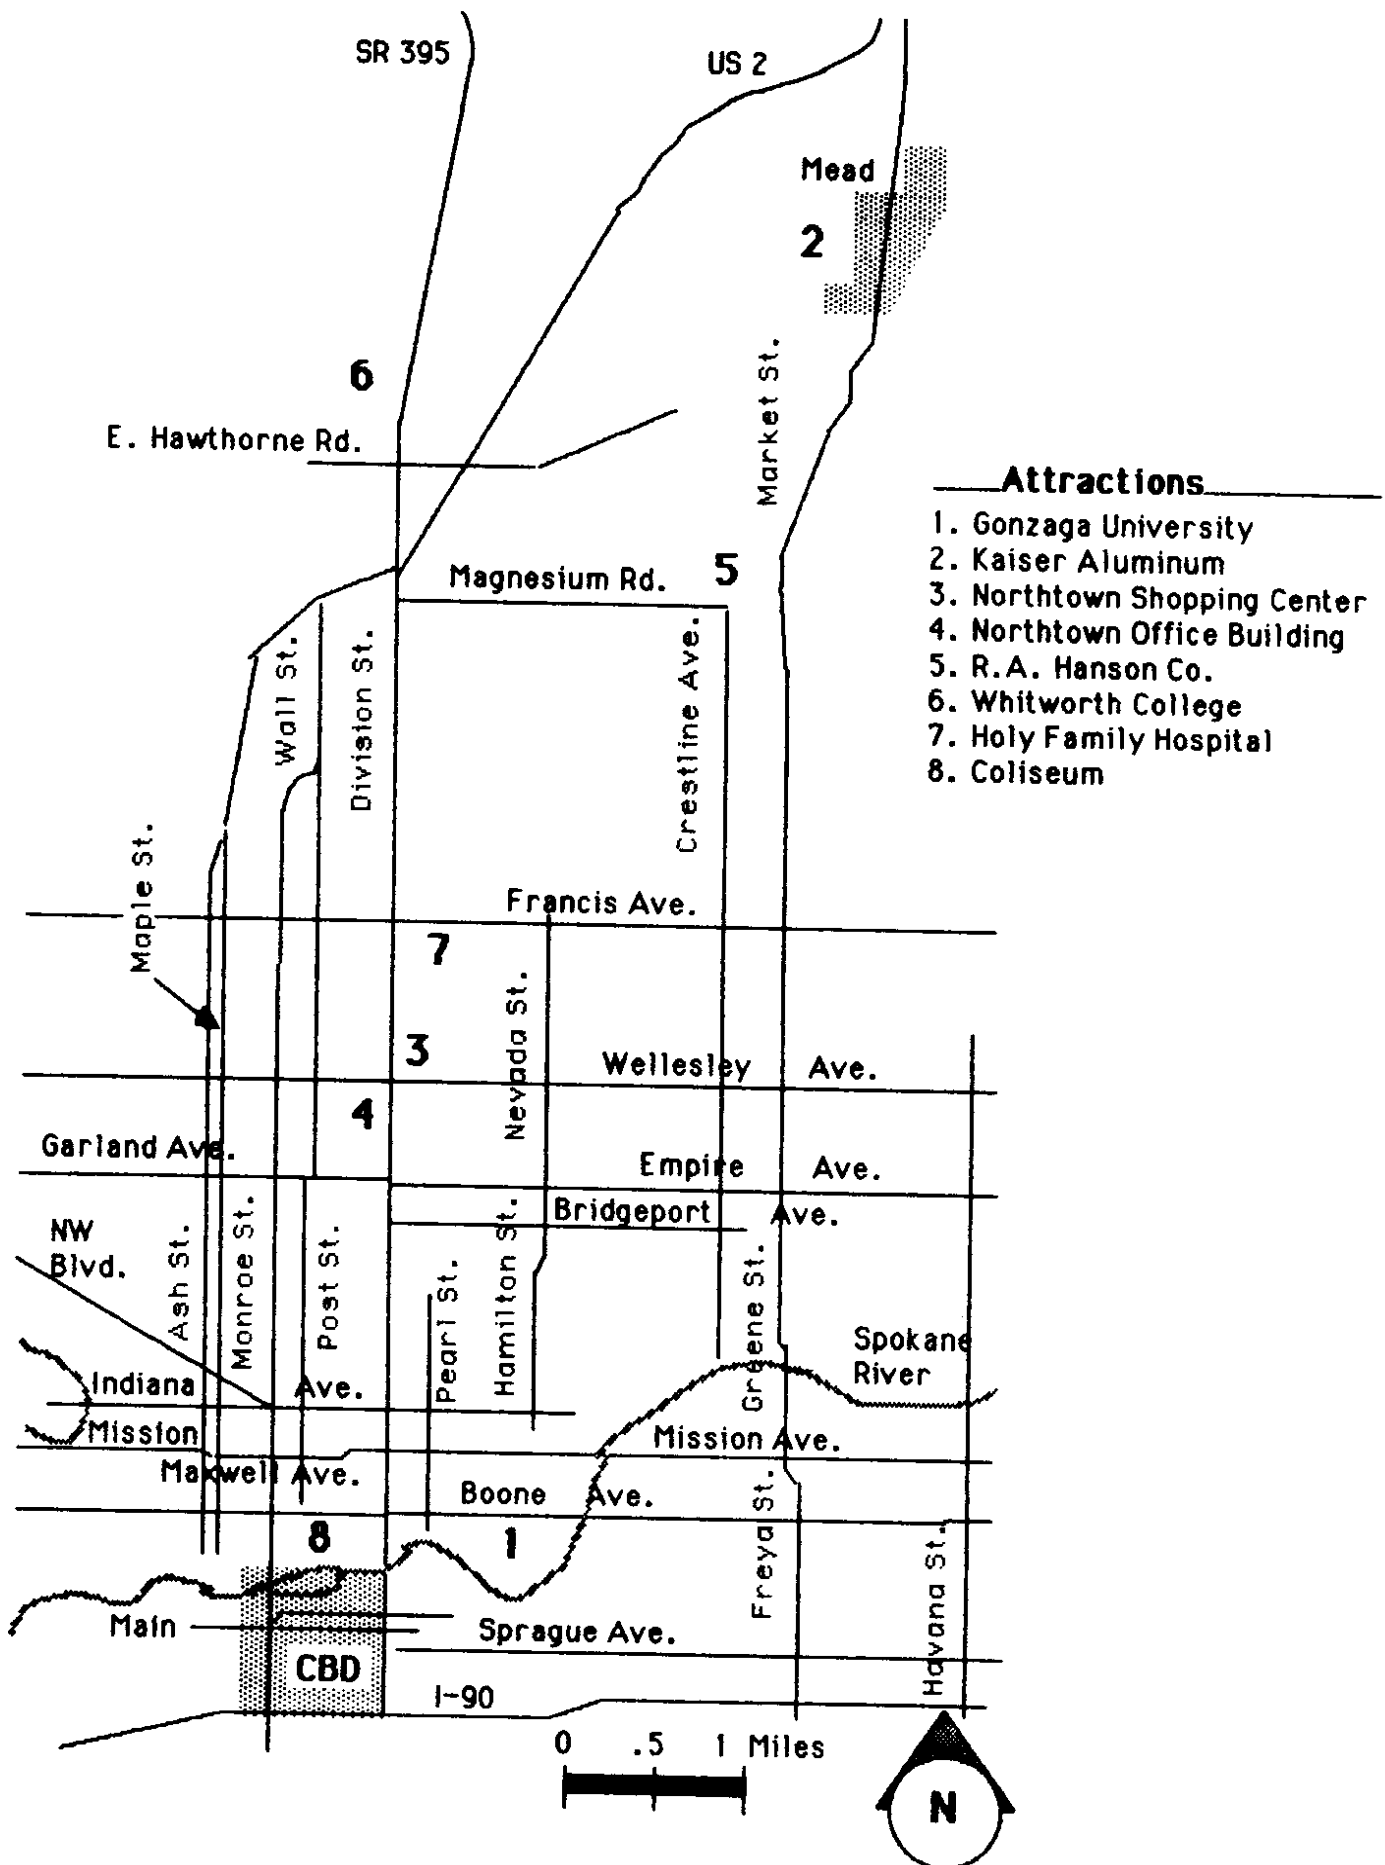 SR 395
US 2
Mead
2
6
Market St.
E. Hawthorne Rd.
Attractions
1. Gonzaga University
2. Kaiser Aluminum
3. Northtown Shopping Center
4. Northtown Office Building
5. R.A. Hanson Co.
6. Whitworth College
7. Holy Family Hospital
8. Coliseum
5
Magnesium Rd.
Wall St.
Division St.
Crestline Ave.
Maple St.
Francis Ave.
7
Nevada St.
3
Wellesley Ave.
4
Garland Ave.
Empire Ave.
Bridgeport Ave.
NW
Blvd.
Ash St.
Monroe St.
Post St.
Pearl St.
Hamilton St.
Greene St.
Spokane
River
Indiana Ave.
Mission
Mission Ave.
Maxwell Ave.
Boone Ave.
8
1
Freya St.
Havana St.
Main
Sprague Ave.
CBD
I-90
0 .5 1 Miles
N